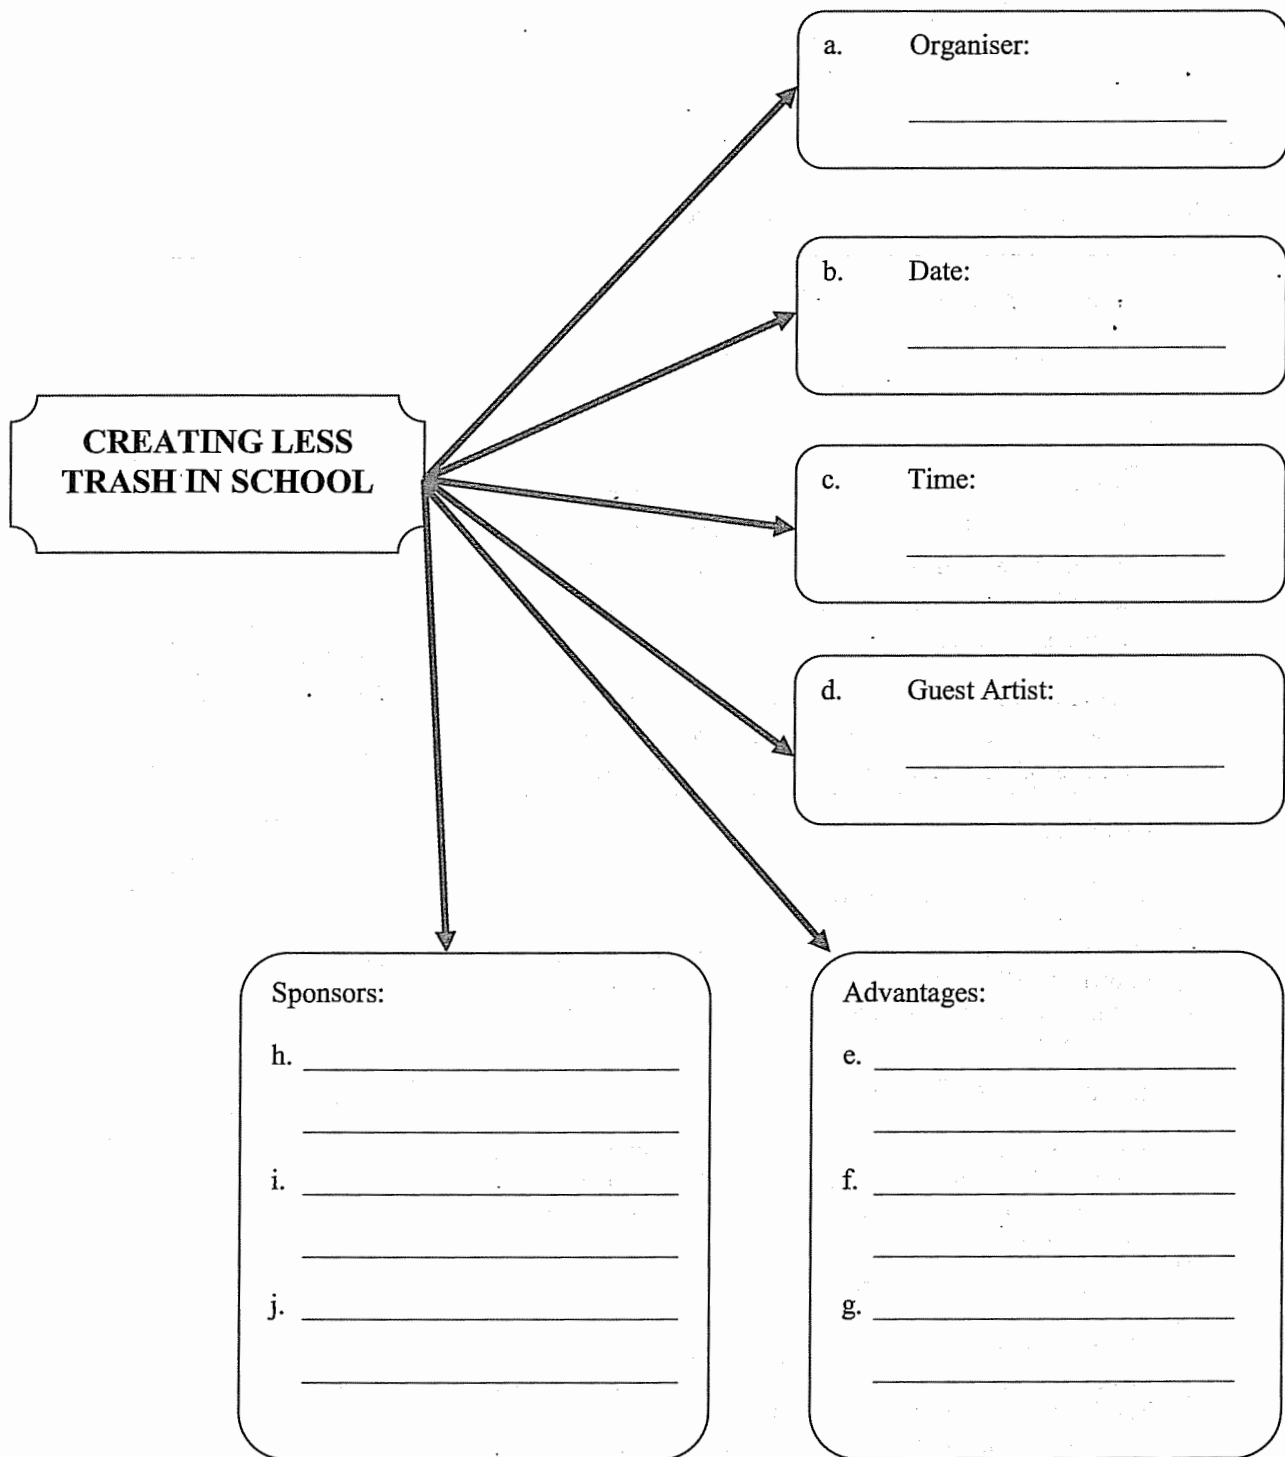 a. Organiser:
b. Date:
CREATING LESS
TRASH IN SCHOOL
c. Time:
d. Guest Artist:
Sponsors:
h.
i.
j.
Advantages:
e.
f.
g.